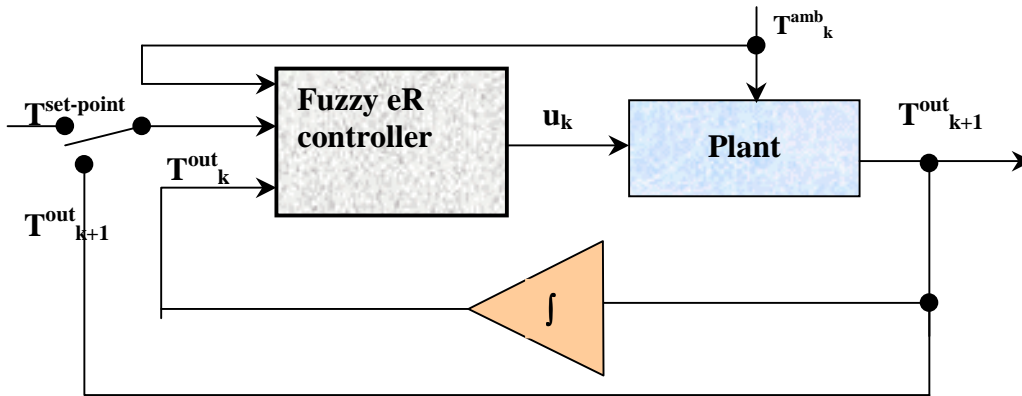 T^amb_k
T^set-point
Fuzzy eR
controller
u_k
Plant
T^out_k+1
T^out_k
T^out_k+1
∫